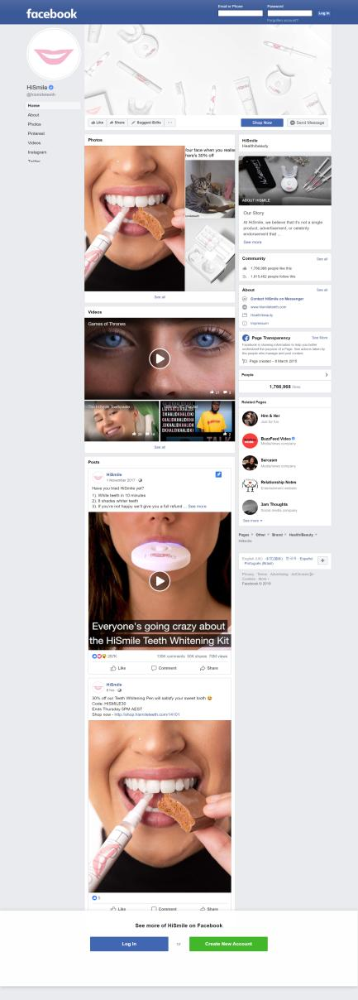 facebook
Email or Phone
Password
Log In
Forgotten account?
HiSmile
@hismileteeth
Home
About
Photos
Pinterest
Videos
Instagram
Twitter
Like
Share
Suggest Edits
...
Shop Now
Send Message
Photos
four face when you realise
here's 30% off
See all
Videos
Games of Thrones
21
3
The HiSmile Toothpaste
See all
Posts
HiSmile
1 November 2017
Have you tried HiSmile yet?
1). White teeth in 10 minutes
2). 8 shades whiter teeth
3). If you're not happy we'll give you a full refund ... See more
Everyone's going crazy about
the HiSmile Teeth Whitening Kit
287K
50K shares 70M views
Like
Comment
Share
HiSmile
8 hrs
30% off our Teeth Whitening Pen will satisfy your sweet tooth 😍
Code: HISMILE30
Ends Thursday 5PM AEST
Shop now - http://shop.hismileteeth.com/14101
5
Like
Comment
Share
HiSmile
Health/beauty
ABOUT HISMILE
Our Story
At HiSmile, we believe that it's not a single
product, advertisement, or celebrity
endorsement that ...
See more
Community
See all
1,766,968 people like this
1,815,462 people follow this
About
See all
Contact HiSmile on Messenger
www.hismileteeth.com
Health/beauty
Impressum
Page Transparency
See More
Facebook is showing information to help you better
understand the purpose of a Page. See actions taken by
the people who manage and post content.
Page created – 8 March 2015
People
1,766,968 likes
Related Pages
Him & Her
Just for fun
BuzzFeed Video
Media/news company
Sarcasm
Media/news company
Relationship Notes
Entertainment website
3am Thoughts
Social media company
See more
Pages
Other
Brand
Health/Beauty
HiSmile
English (UK) · 中文(简体) · 한국어 · Español
· Português (Brasil)
+
Privacy · Terms · Advertising · AdChoices
Cookies · More
Facebook © 2019
See more of HiSmile on Facebook
Log In
or
Create New Account